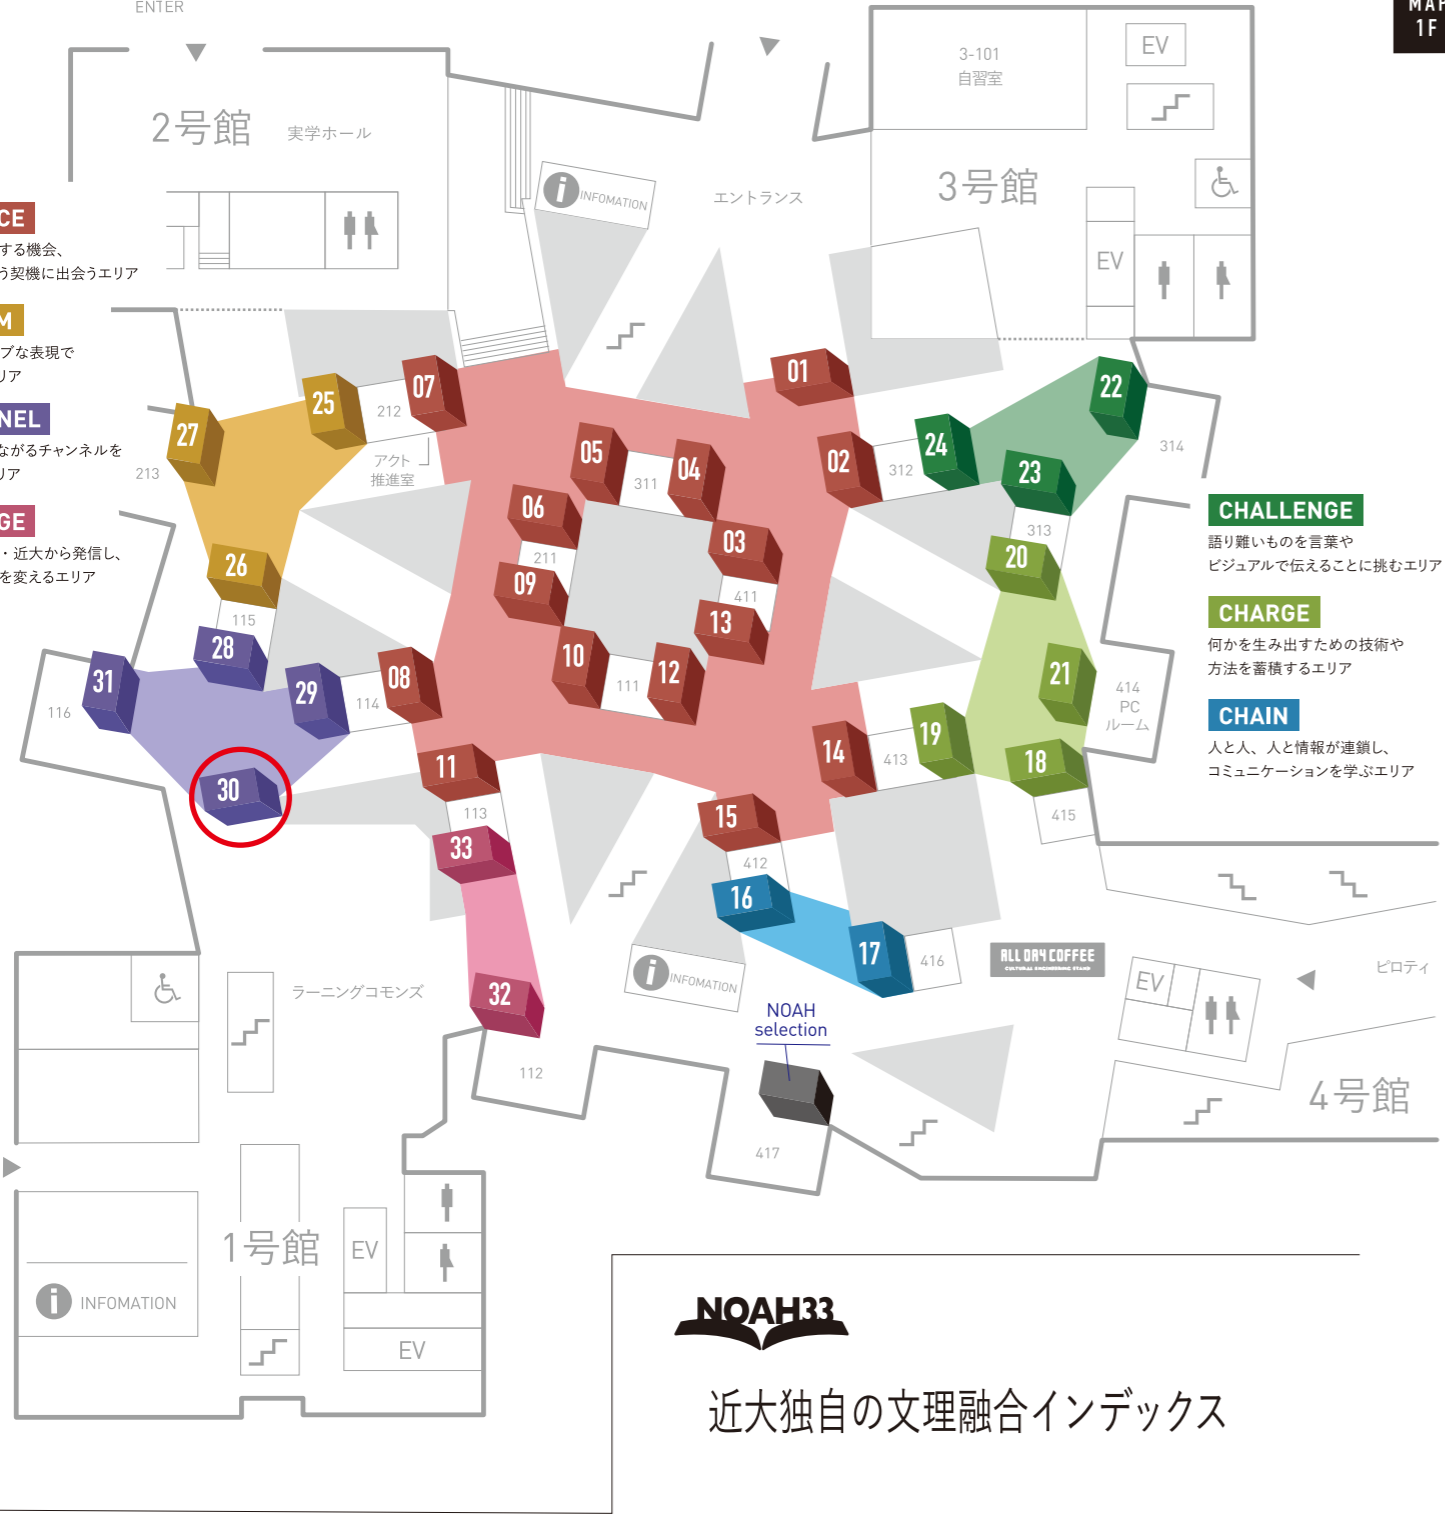 ENTER
MAP
1F
2号館
実学ホール
INFOMATION
エントランス
3-101
自習室
EV
3号館
EV
CE
する機会、
う契機に出会うエリア
M
ブな表現で
リア
NEL
ながるチャンネルを
リア
GE
・近大から発信し、
を変えるエリア
01
02
03
04
05
06
07
08
09
10
11
12
13
14
15
16
17
18
19
20
21
22
23
24
25
26
27
28
29
30
31
32
33
212
アクト
推進室
213
311
211
411
111
312
314
313
115
116
114
113
413
414
PC
ルーム
415
412
416
112
417
CHALLENGE
語り難いものを言葉や
ビジュアルで伝えることに挑むエリア
CHARGE
何かを生み出すための技術や
方法を蓄積するエリア
CHAIN
人と人、人と情報が連鎖し、
コミュニケーションを学ぶエリア
ラーニングコモンズ
INFOMATION
NOAH
selection
ALL DAY COFFEE
CULTURAL ENGINEERING STAND
EV
ピロティ
4号館
1号館
EV
EV
INFOMATION
NOAH33
近大独自の文理融合インデックス